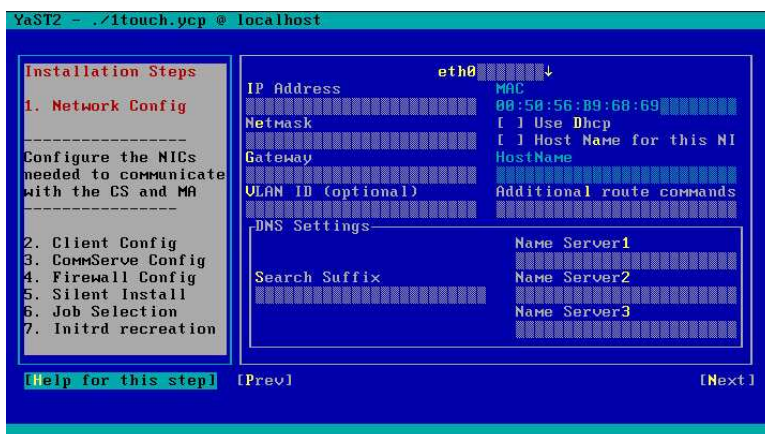 YaST2 - ./1touch.ycp @ localhost
Installation Steps
1. Network Config
-----------------
Configure the NICs
needed to communicate
with the CS and MA
----------------
2. Client Config
3. CommServe Config
4. Firewall Config
5. Silent Install
6. Job Selection
7. Initrd recreation
eth0
IP Address
MAC
00:50:56:B9:68:69
Netmask
[ ] Use Dhcp
[ ] Host Name for this NI
Gateway
HostName
VLAN ID (optional)
Additional route commands
DNS Settings
Name Server1
Search Suffix
Name Server2
Name Server3
[Help for this step]
[Prev]
[Next]